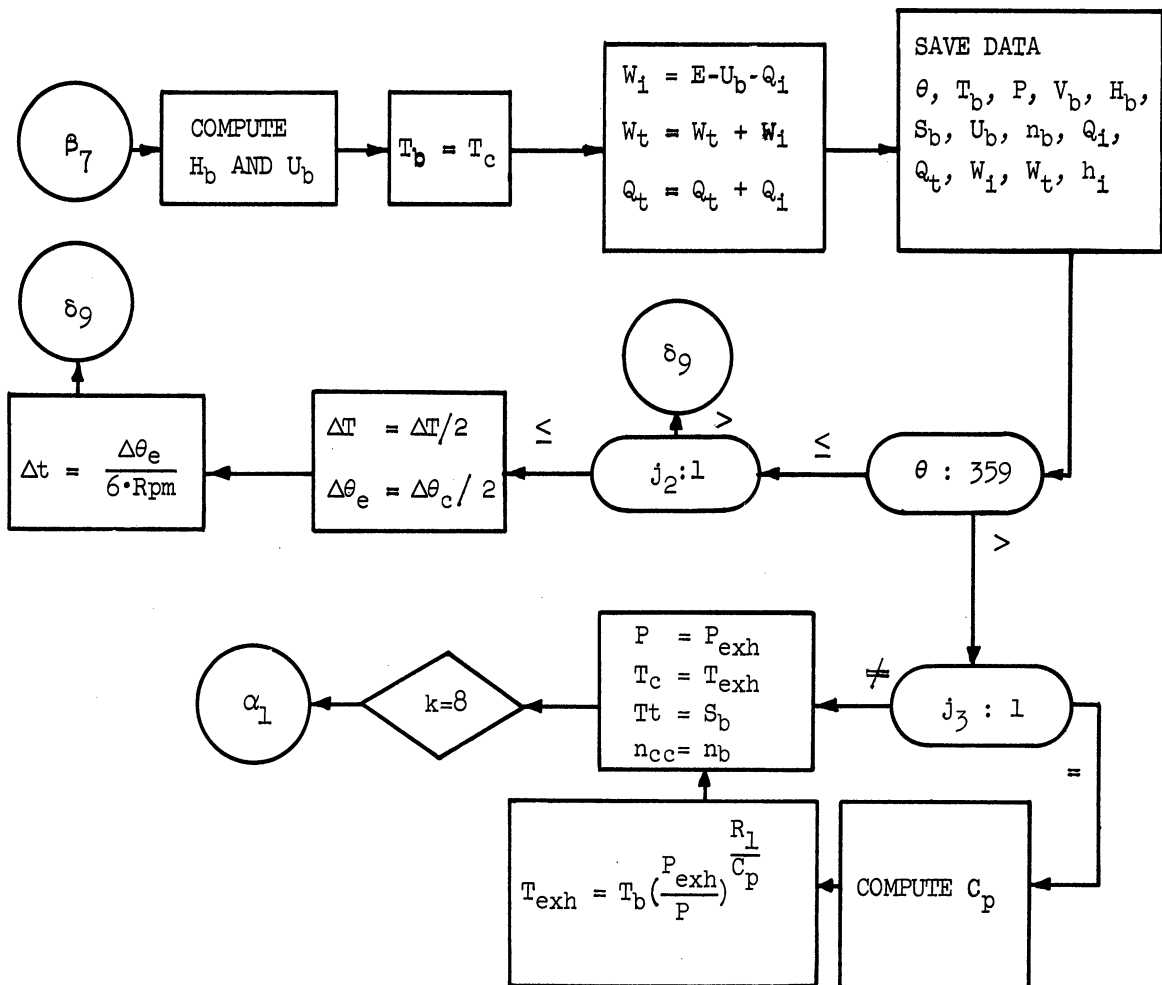 β7
COMPUTE
Hb AND Ub
Tb = Tc
Wi = E-Ub-Qi
Wt = Wt + Wi
Qt = Qt + Qi
SAVE DATA
θ, Tb, P, Vb, Hb,
Sb, Ub, nb, Qi,
Qt, Wi, Wt, hi
δ9
Δt = Δθe
6·Rpm
ΔT = ΔT/2
Δθe = Δθc/ 2
≤
δ9
>
j2:1
≤
θ : 359
>
α1
k=8
P = Pexh
Tc = Texh
Tt = Sb
ncc= nb
≠
j3 : 1
=
Texh = Tb(Pexh/P)^R1/Cp
COMPUTE Cp